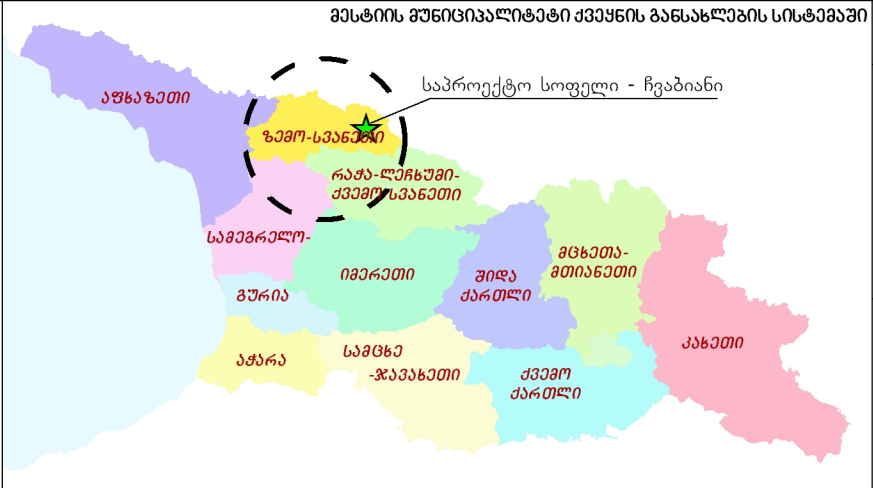 მესტიის მუნიციპალიტეტი ქვეყნის განსახლების სისტემაში
საპროექტო სოფელი - ჩვაბიანი
აფხაზეთი
ზემო-სვანეთი
რაჭა-ლეჩხუმი-
ქვემო სვანეთი
სამეგრელო-
იმერეთი
შიდა
ქართლი
მცხეთა-
მთიანეთი
გურია
კახეთი
აჭარა
სამცხე
-ჯავახეთი
ქვემო
ქართლი